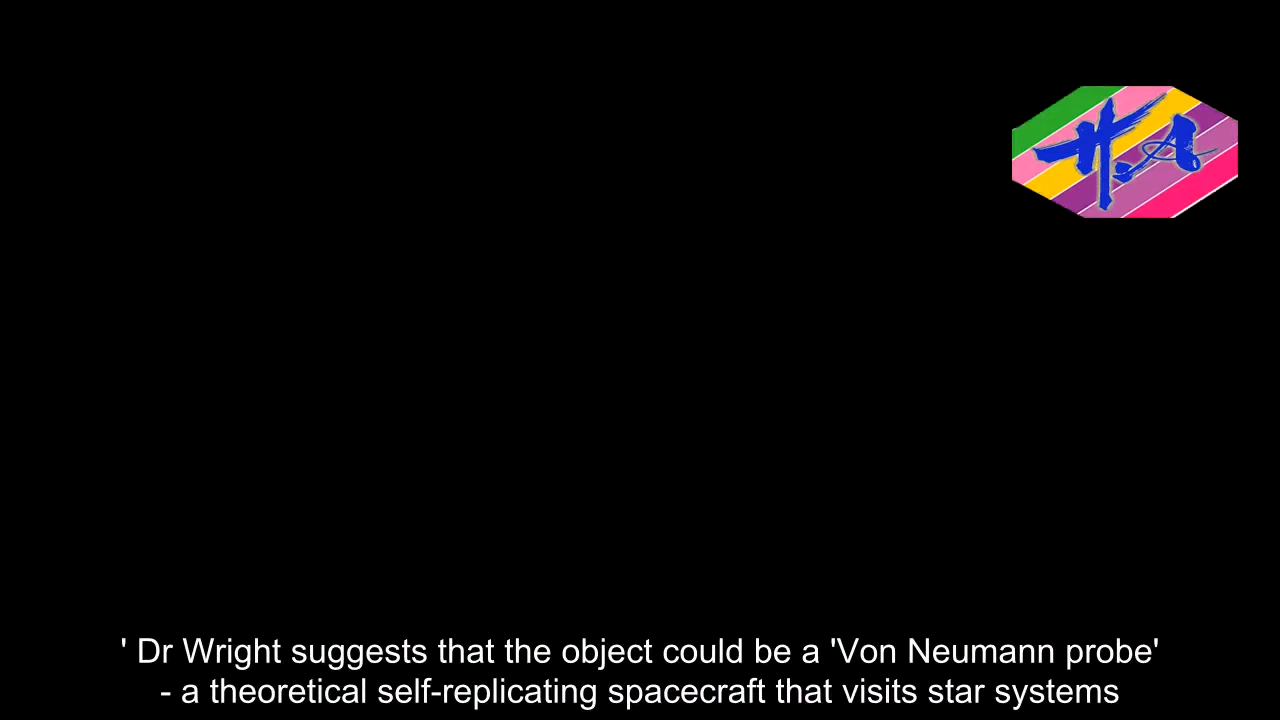 ' Dr Wright suggests that the object could be a 'Von Neumann probe'
- a theoretical self-replicating spacecraft that visits star systems